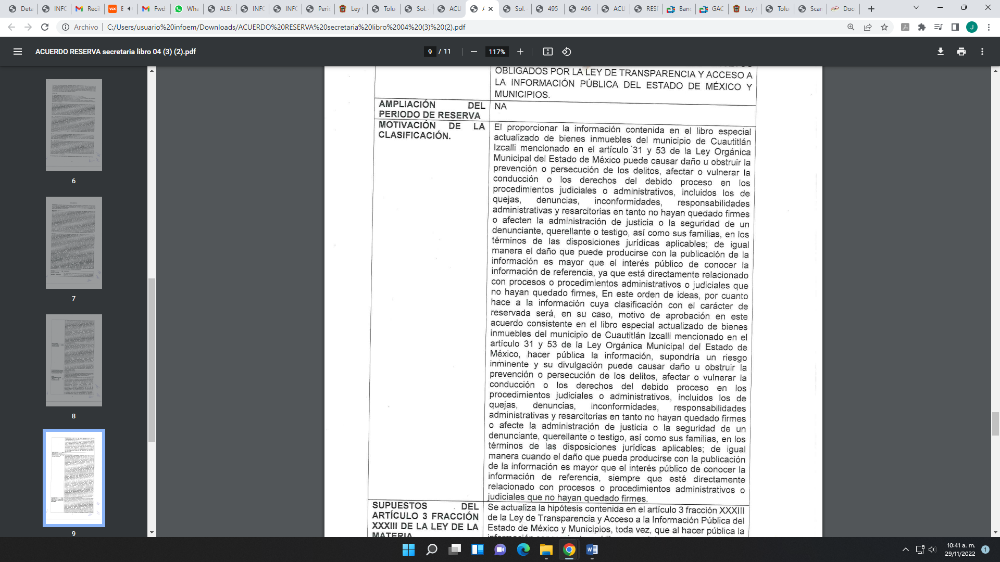 Deta
INFO
Recil
E
Fwd
Wha
ALEC
INFC
INFC
Peric
Ley
Tolu
Sol.
ACU
Sol.
495
496
ACU
RESI
Banc
GAC
Ley
Tolu
Scan
Doc
Archivo
C:/Users/usuario%20infoem/Downloads/ACUERDO%20RESERVA%20secretaria%20libro%2004%20(3)%20(2).pdf
J
ACUERDO RESERVA secretaria libro 04 (3) (2).pdf
9 / 11
117%
6
7
8
9
OBLIGADOS POR LA LEY DE TRANSPARENCIA Y ACCESO A
LA INFORMACIÓN PÚBLICA DEL ESTADO DE MÉXICO Y
MUNICIPIOS.
AMPLIACIÓN DEL
PERIODO DE RESERVA
NA
MOTIVACIÓN DE LA
CLASIFICACIÓN.
El proporcionar la información contenida en el libro especial
actualizado de bienes inmuebles del municipio de Cuautitlán
Izcalli mencionado en el artículo 31 y 53 de la Ley Orgánica
Municipal del Estado de México puede causar daño u obstruir la
prevención o persecución de los delitos, afectar o vulnerar la
conducción o los derechos del debido proceso en los
procedimientos judiciales o administrativos, incluidos los de
quejas, denuncias, inconformidades, responsabilidades
administrativas y resarcitorias en tanto no hayan quedado firmes
o afecten la administración de justicia o la seguridad de un
denunciante, querellante o testigo, así como sus familias, en los
términos de las disposiciones jurídicas aplicables; de igual
manera el daño que puede producirse con la publicación de la
información es mayor que el interés público de conocer la
información de referencia, ya que está directamente relacionado
con procesos o procedimientos administrativos o judiciales que
no hayan quedado firmes, En este orden de ideas, por cuanto
hace a la información cuya clasificación con el carácter de
reservada será, en su caso, motivo de aprobación en este
acuerdo consistente en el libro especial actualizado de bienes
inmuebles del municipio de Cuautitlán Izcalli mencionado en el
artículo 31 y 53 de la Ley Orgánica Municipal del Estado de
México, hacer pública la información, supondría un riesgo
inminente y su divulgación puede causar daño u obstruir la
prevención o persecución de los delitos, afectar o vulnerar la
conducción o los derechos del debido proceso en los
procedimientos judiciales o administrativos, incluidos los de
quejas, denuncias, inconformidades, responsabilidades
administrativas y resarcitorias en tanto no hayan quedado firmes
o afecte la administración de justicia o la seguridad de un
denunciante, querellante o testigo, así como sus familias, en los
términos de las disposiciones jurídicas aplicables; de igual
manera cuando el daño que pueda producirse con la publicación
de la información es mayor que el interés público de conocer la
información de referencia, siempre que esté directamente
relacionado con procesos o procedimientos administrativos o
judiciales que no hayan quedado firmes.
SUPUESTOS DEL
ARTÍCULO 3 FRACCIÓN
XXXIII DE LA LEY DE LA
MATERIA
Se actualiza la hipótesis contenida en el artículo 3 fracción XXXIII
de la Ley de Transparencia y Acceso a la Información Pública del
Estado de México y Municipios, toda vez, que al hacer pública la
10:41 a. m.
29/11/2022
1